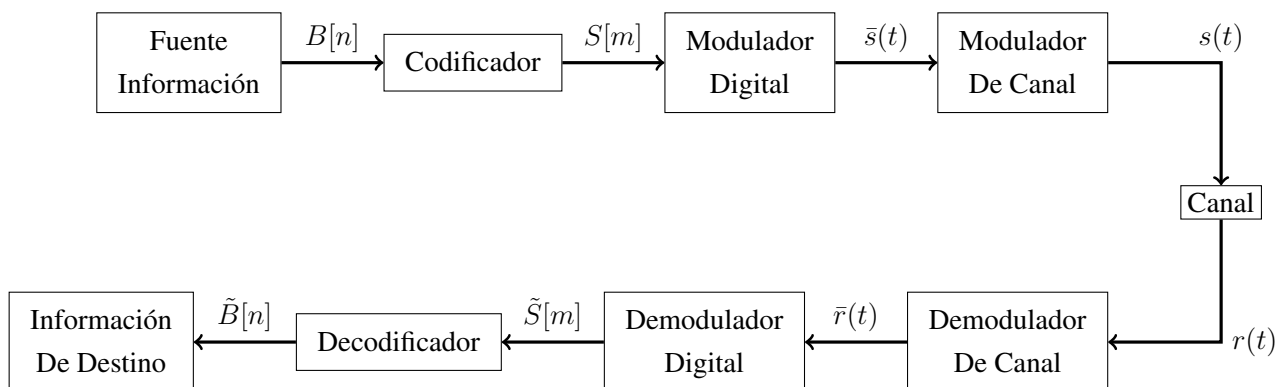 Fuente
Información
B[n]
Codificador
S[m]
Modulador
Digital
s̄(t)
Modulador
De Canal
s(t)
Canal
r(t)
Demodulador
De Canal
r̄(t)
Demodulador
Digital
S̃[m]
Decodificador
B̃[n]
Información
De Destino